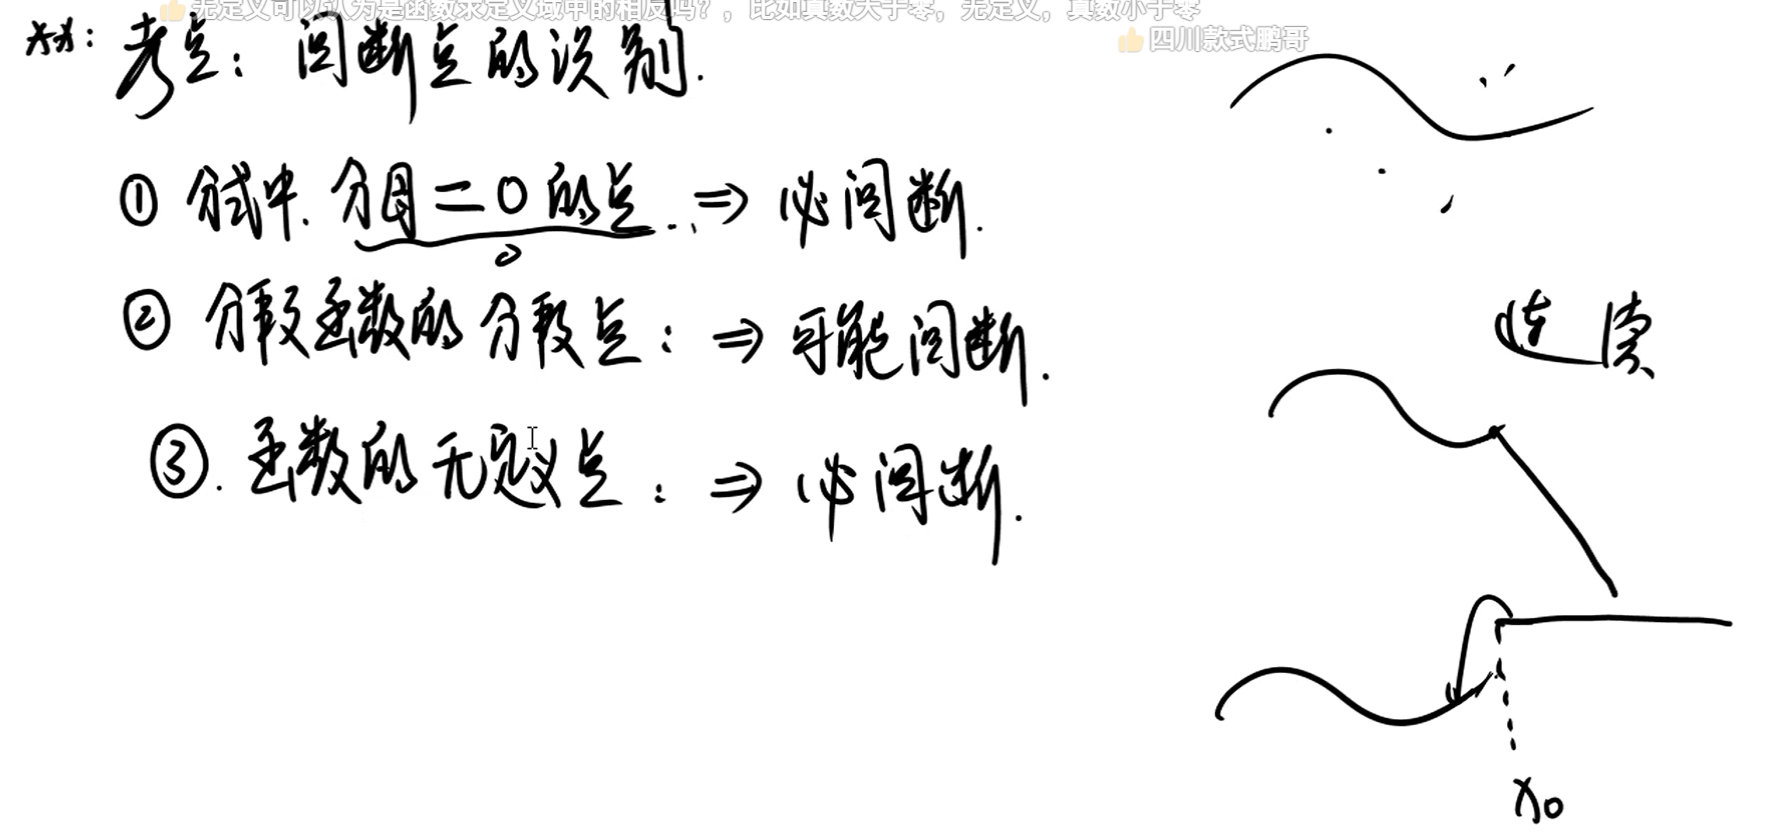 无定义可以认为是函数求定义域中的相反吗？，比如真数大于零，无定义，真数小于零
四川款式鹏哥
考点：间断点的识别.
① 分式中. 分母＝0的点 ⇒ 必间断.
② 分段函数的分段点： ⇒ 可能间断.
③. 函数的无定义点： ⇒ 必间断.
连续
x₀